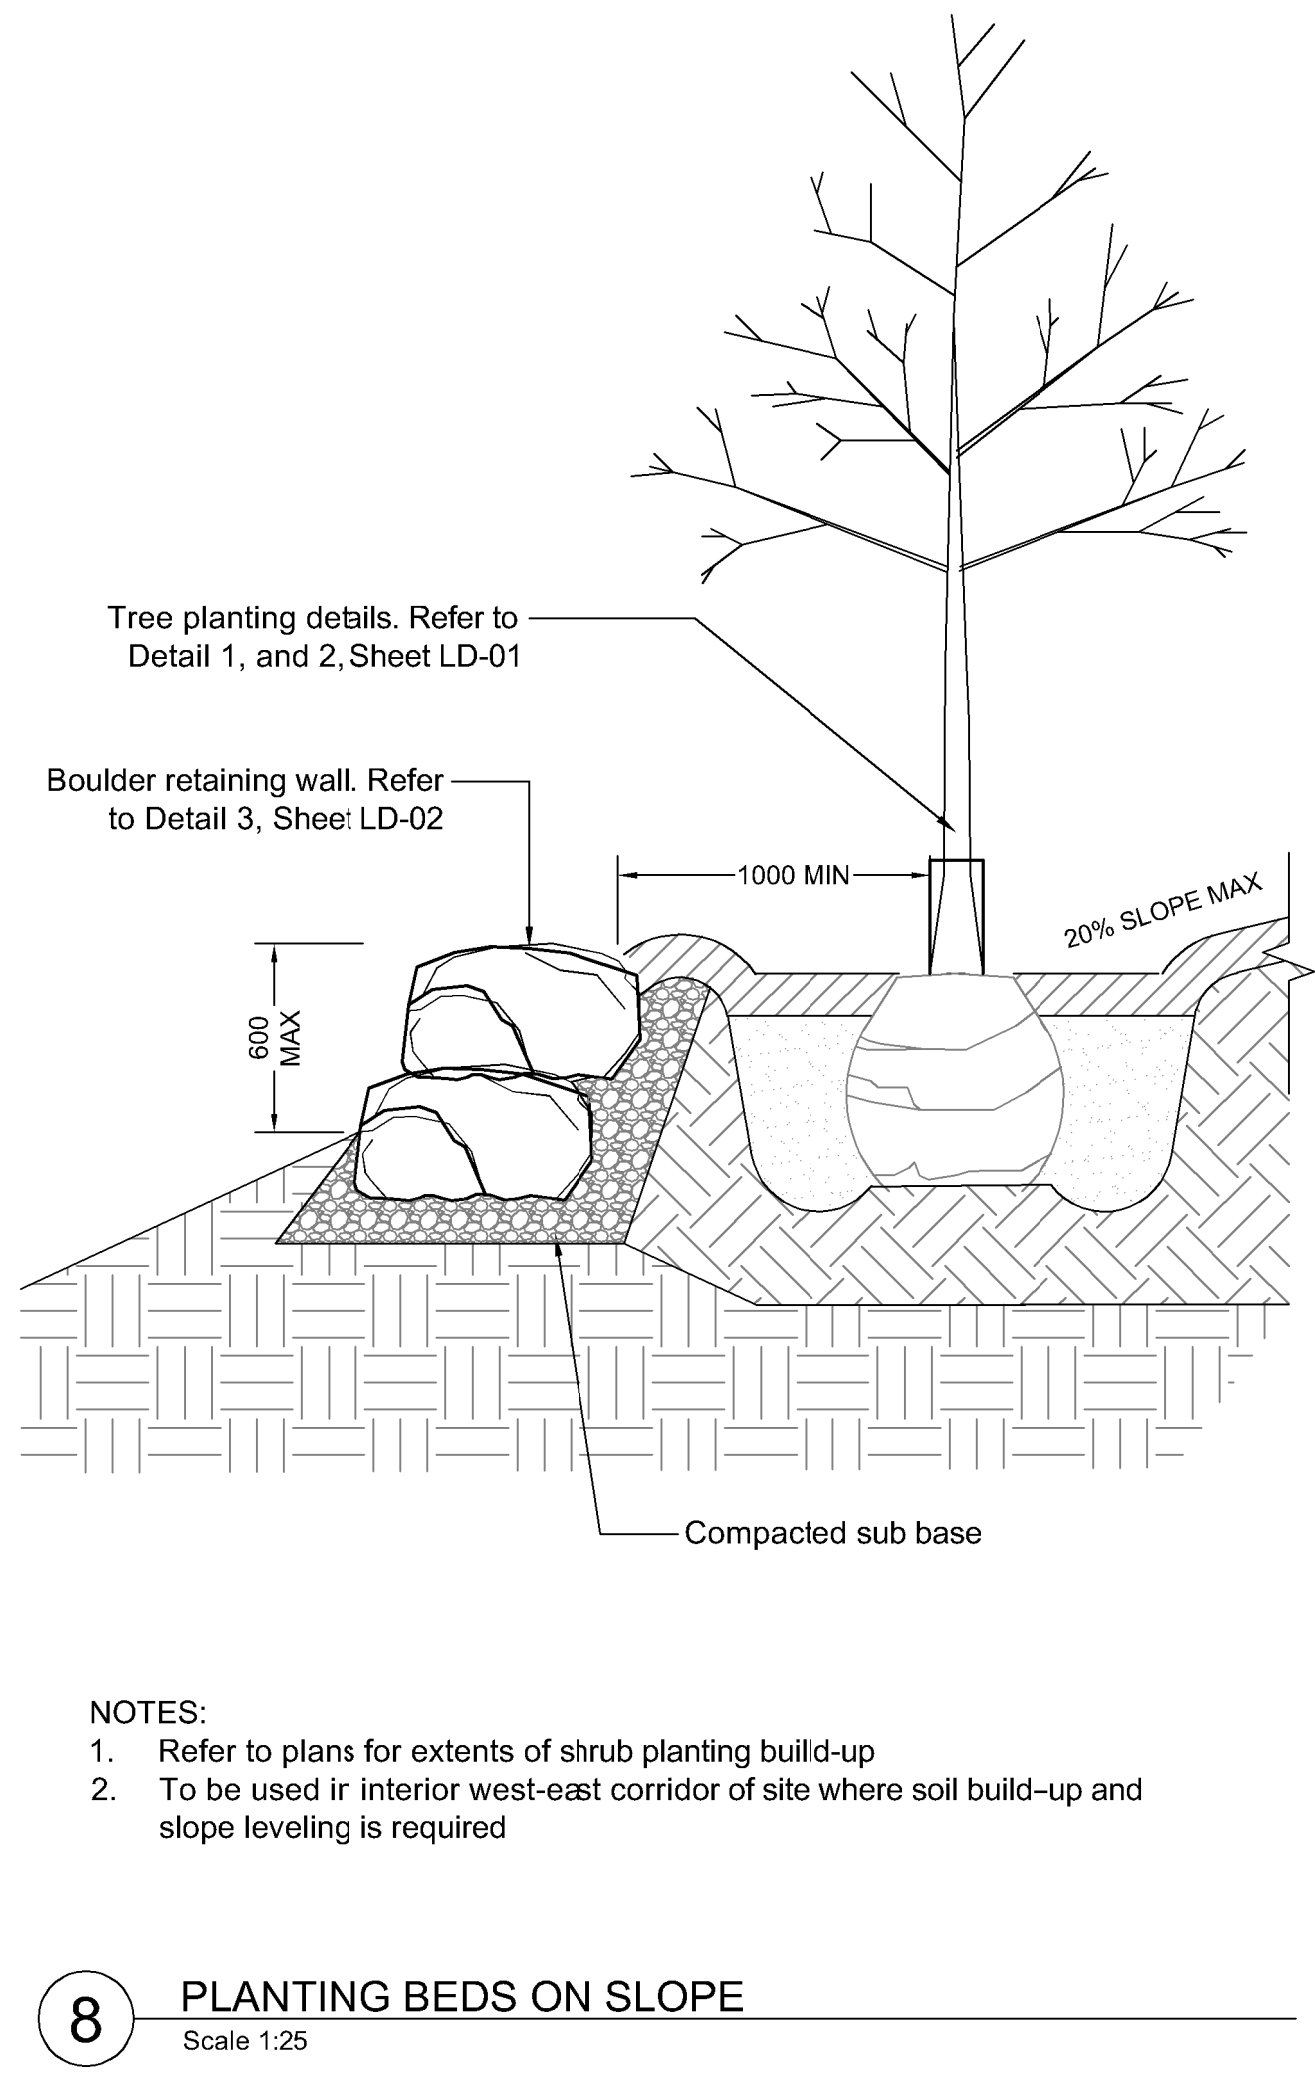 Tree planting details. Refer to
Detail 1, and 2, Sheet LD-01
Boulder retaining wall. Refer
to Detail 3, Sheet LD-02
1000 MIN
20% SLOPE MAX
600
MAX
Compacted sub base
NOTES:
1. Refer to plans for extents of shrub planting build-up
2. To be used in interior west-east corridor of site where soil build-up and
slope leveling is required
8
PLANTING BEDS ON SLOPE
Scale 1:25